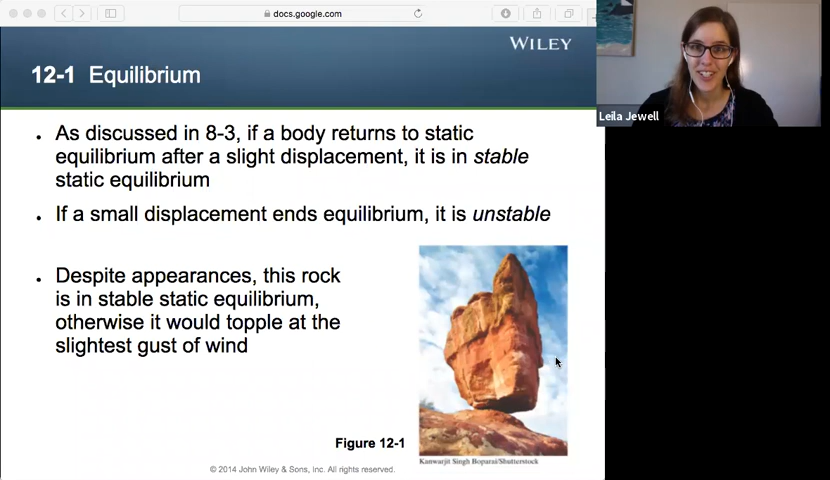 docs.google.com
WILEY
12-1 Equilibrium
• As discussed in 8-3, if a body returns to static
equilibrium after a slight displacement, it is in stable
static equilibrium
• If a small displacement ends equilibrium, it is unstable
• Despite appearances, this rock
is in stable static equilibrium,
otherwise it would topple at the
slightest gust of wind
Figure 12-1
Kanwarjit Singh Boparai/Shutterstock
© 2014 John Wiley & Sons, Inc. All rights reserved.
Leila Jewell